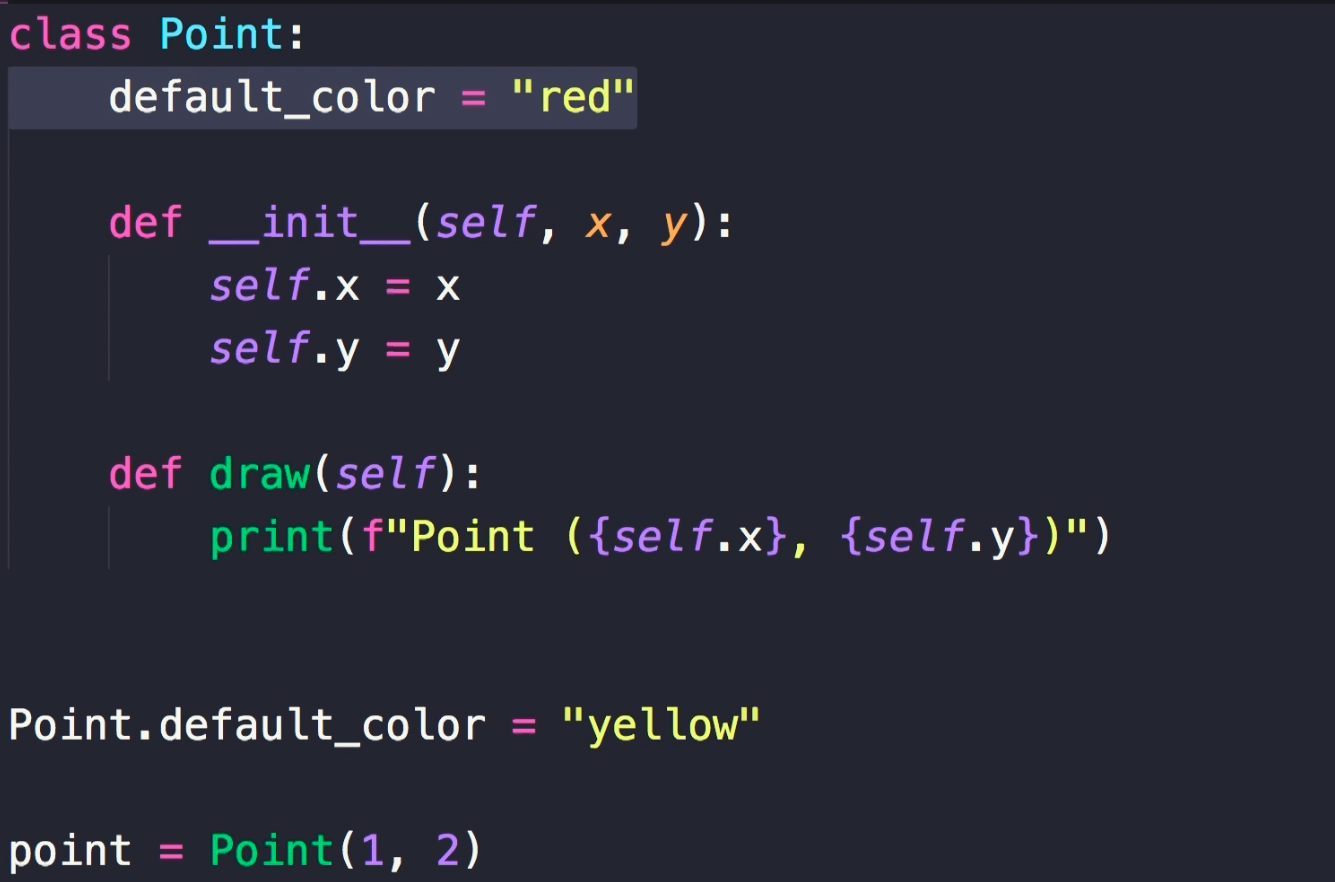 class Point:
    default_color = "red"

    def __init__(self, x, y):
        self.x = x
        self.y = y

    def draw(self):
        print(f"Point ({self.x}, {self.y})")


Point.default_color = "yellow"

point = Point(1, 2)